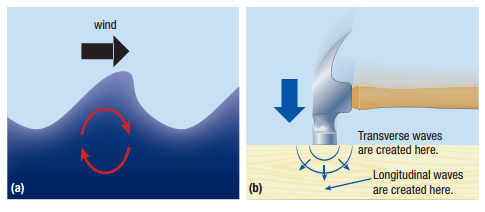 wind
(a)
Transverse waves
are created here.
Longitudinal waves
are created here.
(b)